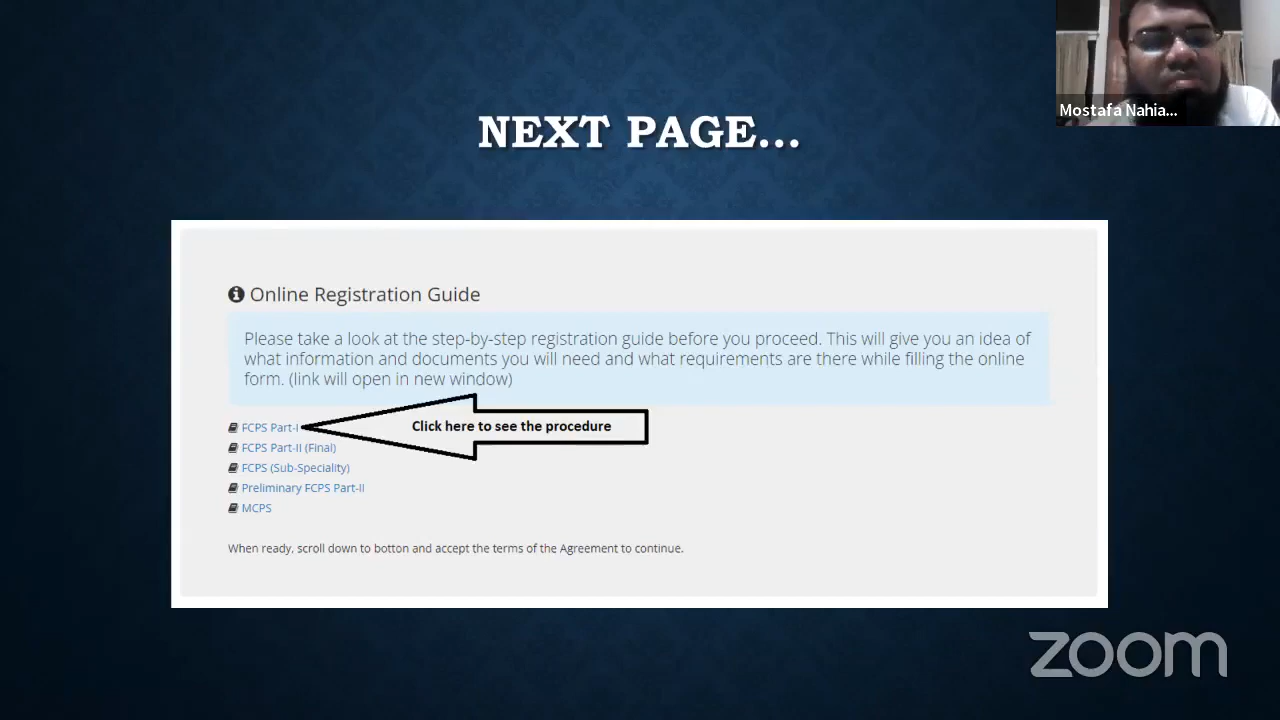 Mostafa Nahia...
NEXT PAGE...
Online Registration Guide
Please take a look at the step-by-step registration guide before you proceed. This will give you an idea of
what information and documents you will need and what requirements are there while filling the online
form. (link will open in new window)
FCPS Part-I
Click here to see the procedure
FCPS Part-II (Final)
FCPS (Sub-Speciality)
Preliminary FCPS Part-II
MCPS
When ready, scroll down to botton and accept the terms of the Agreement to continue.
zoom